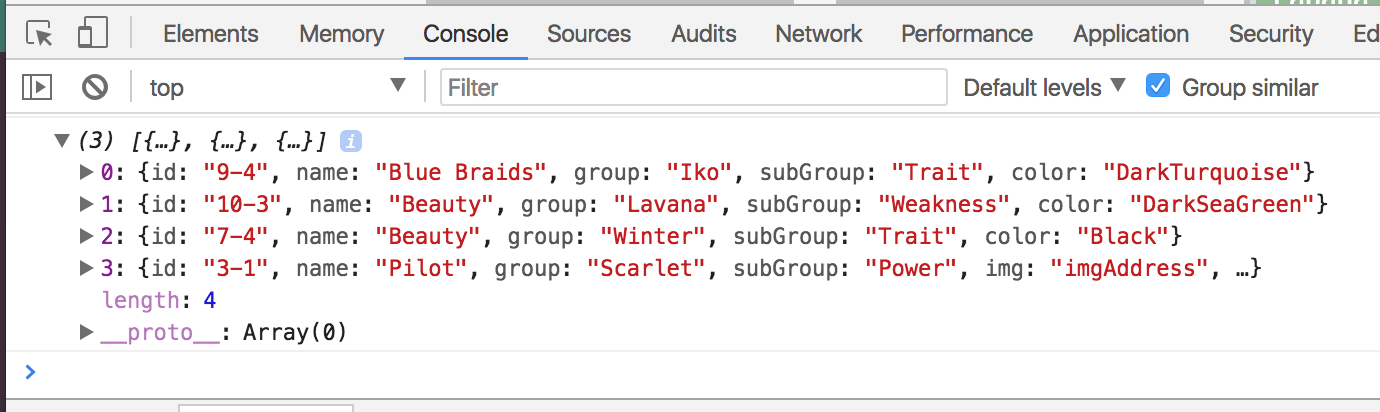 Elements Memory Console Sources Audits Network Performance Application Security Ed
top Filter Default levels Group similar
(3) [{…}, {…}, {…}] i
0: {id: "9-4", name: "Blue Braids", group: "Iko", subGroup: "Trait", color: "DarkTurquoise"}
1: {id: "10-3", name: "Beauty", group: "Lavana", subGroup: "Weakness", color: "DarkSeaGreen"}
2: {id: "7-4", name: "Beauty", group: "Winter", subGroup: "Trait", color: "Black"}
3: {id: "3-1", name: "Pilot", group: "Scarlet", subGroup: "Power", img: "imgAddress", …}
length: 4
__proto__: Array(0)